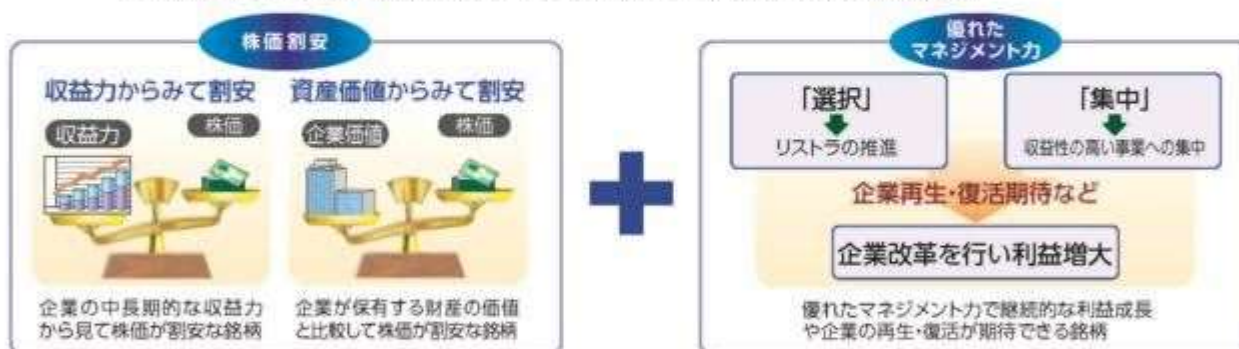 株価割安
収益力からみて割安
資産価値からみて割安
収益力
株価
企業価値
株価
企業の中長期的な収益力
から見て株価が割安な銘柄
企業が保有する財産の価値
と比較して株価が割安な銘柄
優れた
マネジメント力
「選択」
リストラの推進
「集中」
収益性の高い事業への集中
企業再生・復活期待など
企業改革を行い利益増大
優れたマネジメント力で継続的な利益成長
や企業の再生・復活が期待できる銘柄